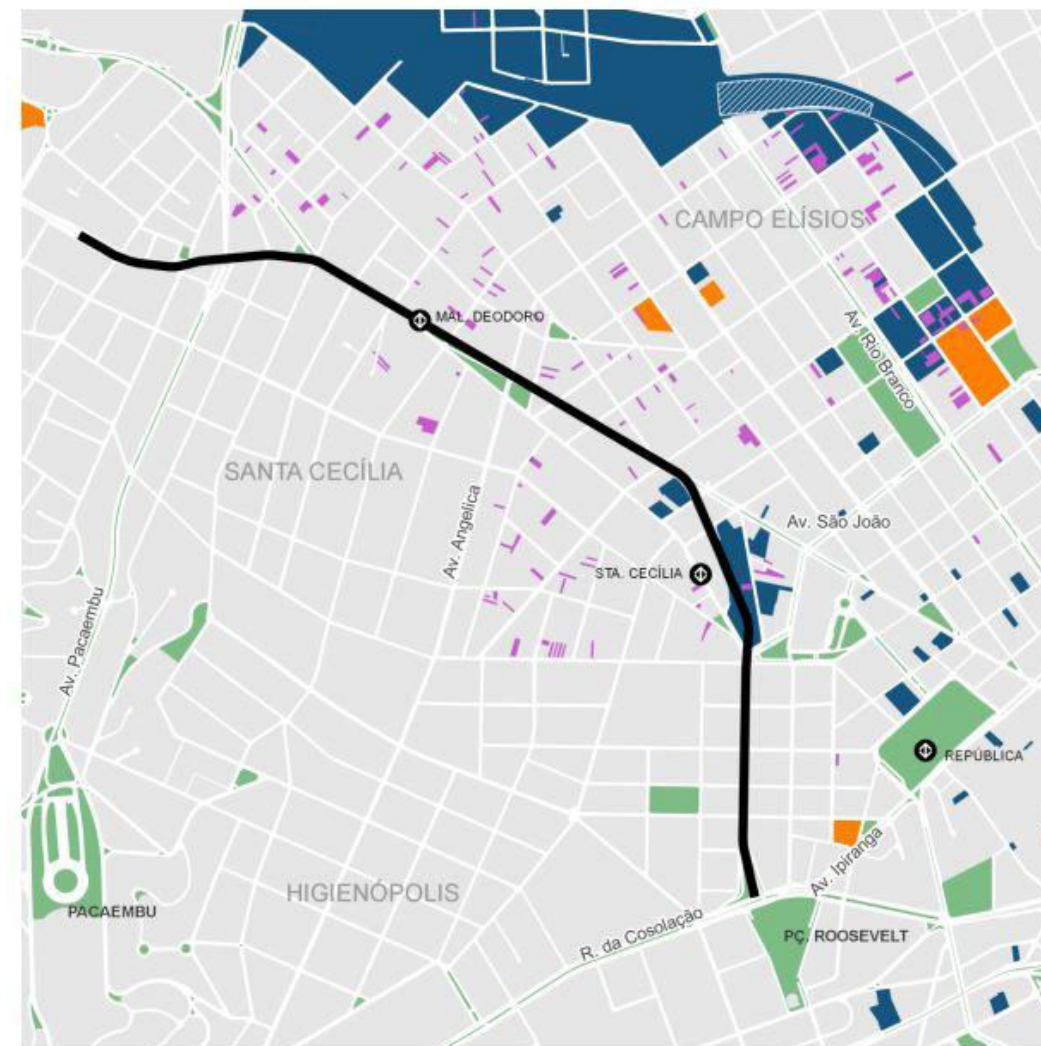 CAMPO ELÍSIOS
MAL. DEODORO
Av. Rio Branco
SANTA CECÍLIA
Av. Angelica
Av. São João
STA. CECÍLIA
Av. Pacaembu
REPÚBLICA
Av. Ipiranga
HIGIENÓPOLIS
PACAEMBU
R. da Cosolação
PÇ. ROOSEVELT